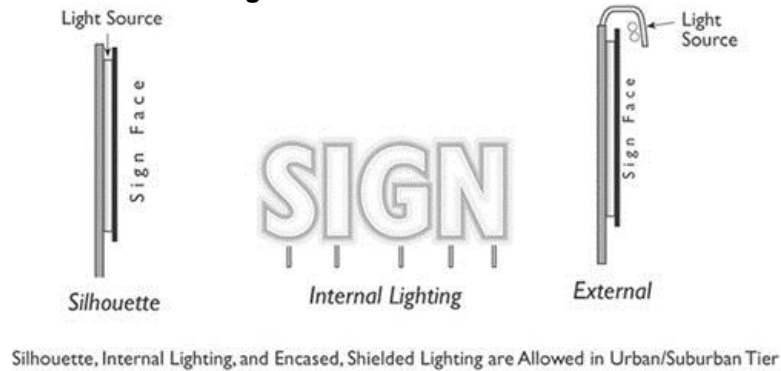 Light Source
Sign Face
Silhouette
SIGN
Internal Lighting
Light
Source
Sign Face
External
Silhouette, Internal Lighting, and Encased, Shielded Lighting are Allowed in Urban/Suburban Tier